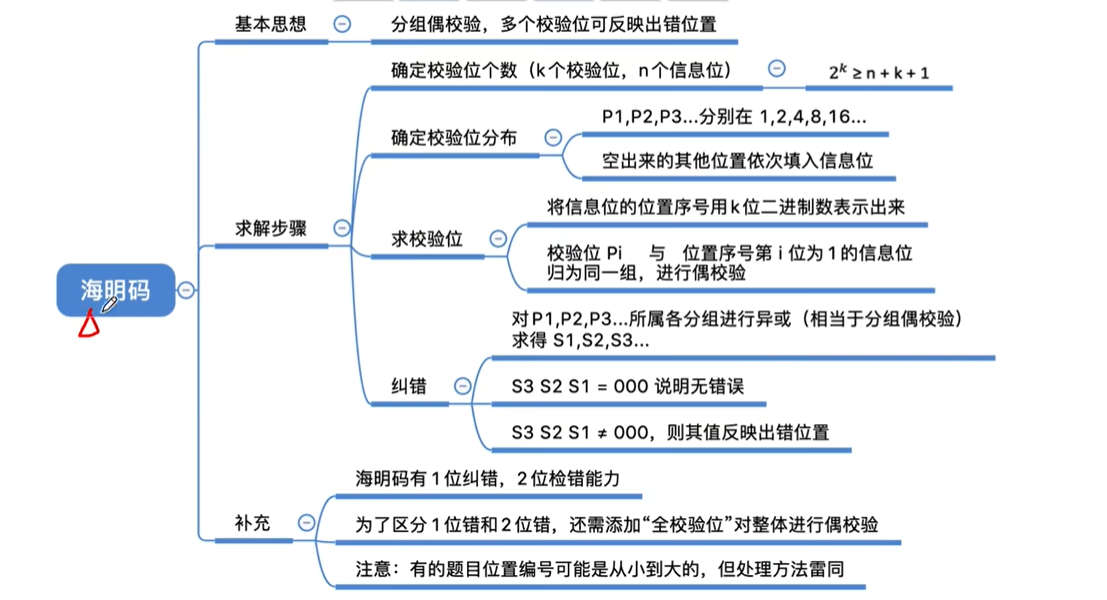 基本思想
分组偶校验，多个校验位可反映出错位置
确定校验位个数（k个校验位，n个信息位）
2ᵏ ≥ n + k + 1
确定校验位分布
P1,P2,P3...分别在 1,2,4,8,16...
空出来的其他位置依次填入信息位
求解步骤
求校验位
将信息位的位置序号用k位二进制数表示出来
校验位 Pi 与 位置序号第 i 位为 1 的信息位
归为同一组，进行偶校验
海明码
纠错
对P1,P2,P3...所属各分组进行异或（相当于分组偶校验）
求得 S1,S2,S3...
S3 S2 S1 = 000 说明无错误
S3 S2 S1 ≠ 000，则其值反映出错位置
补充
海明码有 1 位纠错，2 位检错能力
为了区分 1 位错和 2 位错，还需添加“全校验位”对整体进行偶校验
注意：有的题目位置编号可能是从小到大的，但处理方法雷同